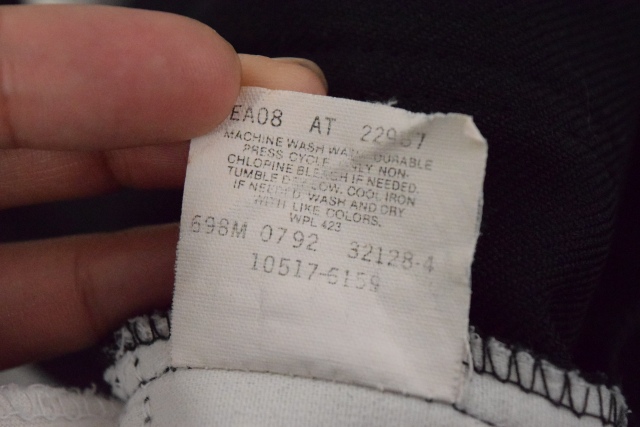 EA08 AT 22967
MACHINE WASH WARM, DURABLE
PRESS CYCLE. ONLY NON-
CHLORINE BLEACH IF NEEDED.
TUMBLE DRY LOW. COOL IRON
IF NEEDED. WASH AND DRY
WITH LIKE COLORS.
WPL 423
698M 0792 32128-4
10517-6159